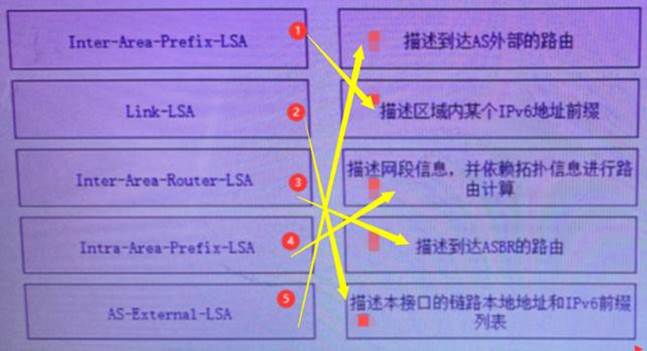 Inter-Area-Prefix-LSA
1
描述到达AS外部的路由
Link-LSA
2
描述区域内某个IPv6地址前缀
Inter-Area-Router-LSA
3
描述网段信息，并依赖拓扑信息进行路
由计算
Intra-Area-Prefix-LSA
4
描述到达ASBR的路由
AS-External-LSA
5
描述本接口的链路本地地址和IPv6前缀
列表